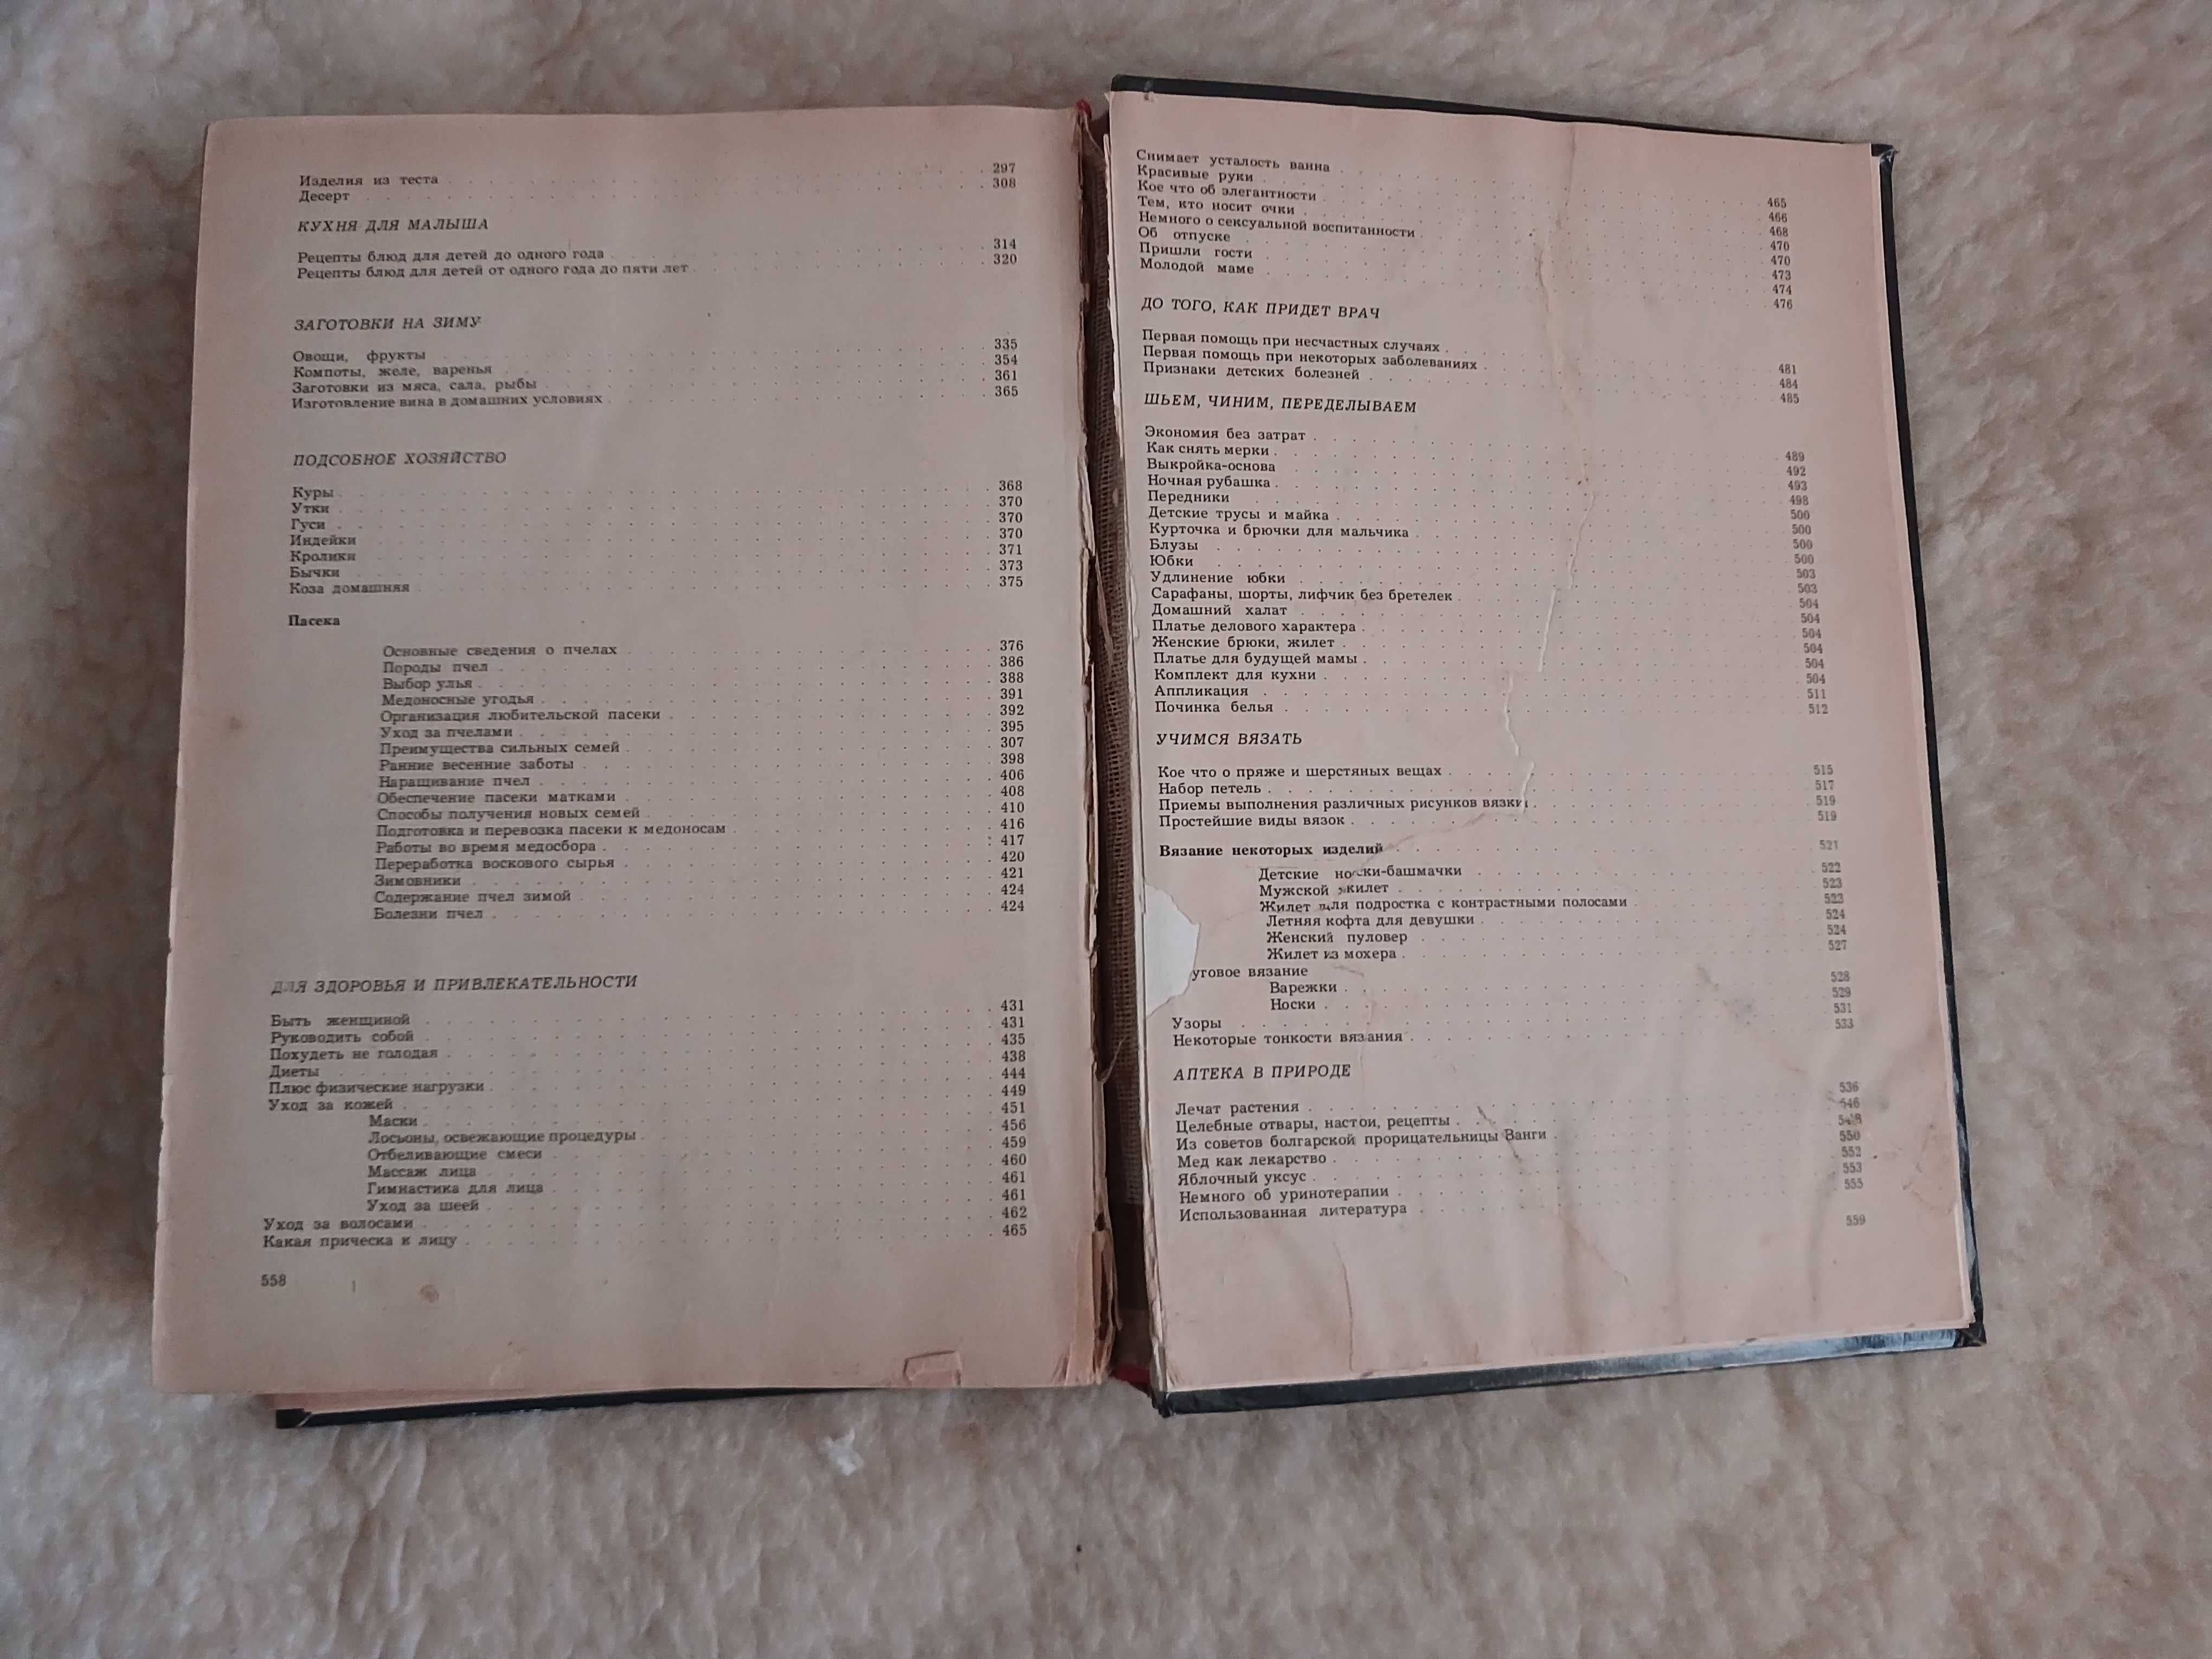 Изделия из теста . . . 297
Десерт . . . 308
КУХНЯ ДЛЯ МАЛЫША
Рецепты блюд для детей до одного года . . . 314
Рецепты блюд для детей от одного года до пяти лет . . . 320
ЗАГОТОВКИ НА ЗИМУ
Овощи, фрукты . . . 335
Компоты, желе, варенья . . . 354
Заготовки из мяса, сала, рыбы . . . 361
Изготовление вина в домашних условиях . . . 365
ПОДСОБНОЕ ХОЗЯЙСТВО
Куры . . . 368
Утки . . . 370
Гуси . . . 370
Индейки . . . 370
Кролики . . . 371
Бычки . . . 373
Коза домашняя . . . 375
Пасека
Основные сведения о пчелах . . . 376
Породы пчел . . . 386
Выбор улья . . . 388
Медоносные угодья . . . 391
Организация любительской пасеки . . . 392
Уход за пчелами . . . 395
Преимущества сильных семей . . . 307
Ранние весенние заботы . . . 398
Наращивание пчел . . . 406
Обеспечение пасеки матками . . . 408
Способы получения новых семей . . . 410
Подготовка и перевозка пасеки к медоносам . . . 416
Работы во время медосбора . . . 417
Переработка воскового сырья . . . 420
Зимовники . . . 421
Содержание пчел зимой . . . 424
Болезни пчел . . . 424
ДЛЯ ЗДОРОВЬЯ И ПРИВЛЕКАТЕЛЬНОСТИ
Быть женщиной . . . 431
Руководить собой . . . 431
Похудеть не голодая . . . 435
Диеты . . . 438
Плюс физические нагрузки . . . 444
Уход за кожей . . . 449
Маски . . . 451
Лосьоны, освежающие процедуры . . . 456
Отбеливающие смеси . . . 459
Массаж лица . . . 460
Гимнастика для лица . . . 461
Уход за шеей . . . 461
Уход за волосами . . . 462
Какая прическа к лицу . . . 465
558
Снимает усталость ванна . . . 465
Красивые руки . . . 466
Кое что об элегантности . . . 468
Тем, кто носит очки . . . 470
Немного о сексуальной воспитанности . . . 470
Об отпуске . . . 473
Пришли гости . . . 474
Молодой маме . . . 476
ДО ТОГО, КАК ПРИДЕТ ВРАЧ
Первая помощь при несчастных случаях . . . 481
Первая помощь при некоторых заболеваниях . . . 484
Признаки детских болезней . . . 485
ШЬЕМ, ЧИНИМ, ПЕРЕДЕЛЫВАЕМ
Экономия без затрат . . . 489
Как снять мерки . . . 492
Выкройка-основа . . . 493
Ночная рубашка . . . 498
Передники . . . 500
Детские трусы и майка . . . 500
Курточка и брючки для мальчика . . . 500
Блузы . . . 500
Юбки . . . 503
Удлинение юбки . . . 503
Сарафаны, шорты, лифчик без бретелек . . . 504
Домашний халат . . . 504
Платье делового характера . . . 504
Женские брюки, жилет . . . 504
Платье для будущей мамы . . . 504
Комплект для кухни . . . 504
Аппликация . . . 511
Починка белья . . . 512
УЧИМСЯ ВЯЗАТЬ
Кое что о пряже и шерстяных вещах . . . 515
Набор петель . . . 517
Приемы выполнения различных рисунков вязки . . . 519
Простейшие виды вязок . . . 519
Вязание некоторых изделий . . . 521
Детские носки-башмачки . . . 522
Мужской жилет . . . 523
Жилет для подростка с контрастными полосами . . . 523
Летняя кофта для девушки . . . 524
Женский пуловер . . . 524
Жилет из мохера . . . 527
уговое вязание
Варежки . . . 528
Носки . . . 529
Узоры . . . 531
Некоторые тонкости вязания . . . 533
АПТЕКА В ПРИРОДЕ
Лечат растения . . . 536
Целебные отвары, настои, рецепты . . . 546
Из советов болгарской прорицательницы Ванги . . . 548
Мед как лекарство . . . 550
Яблочный уксус . . . 552
Немного об уринотерапии . . . 553
Использованная литература . . . 555
559